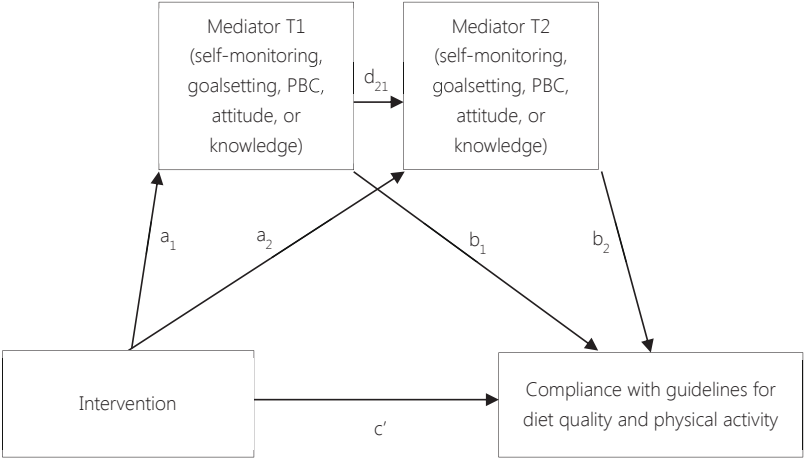 Mediator T1
(self-monitoring,
goalsetting, PBC,
attitude, or
knowledge)
d21
Mediator T2
(self-monitoring,
goalsetting, PBC,
attitude, or
knowledge)
a1
a2
b1
b2
Intervention
c'
Compliance with guidelines for
diet quality and physical activity